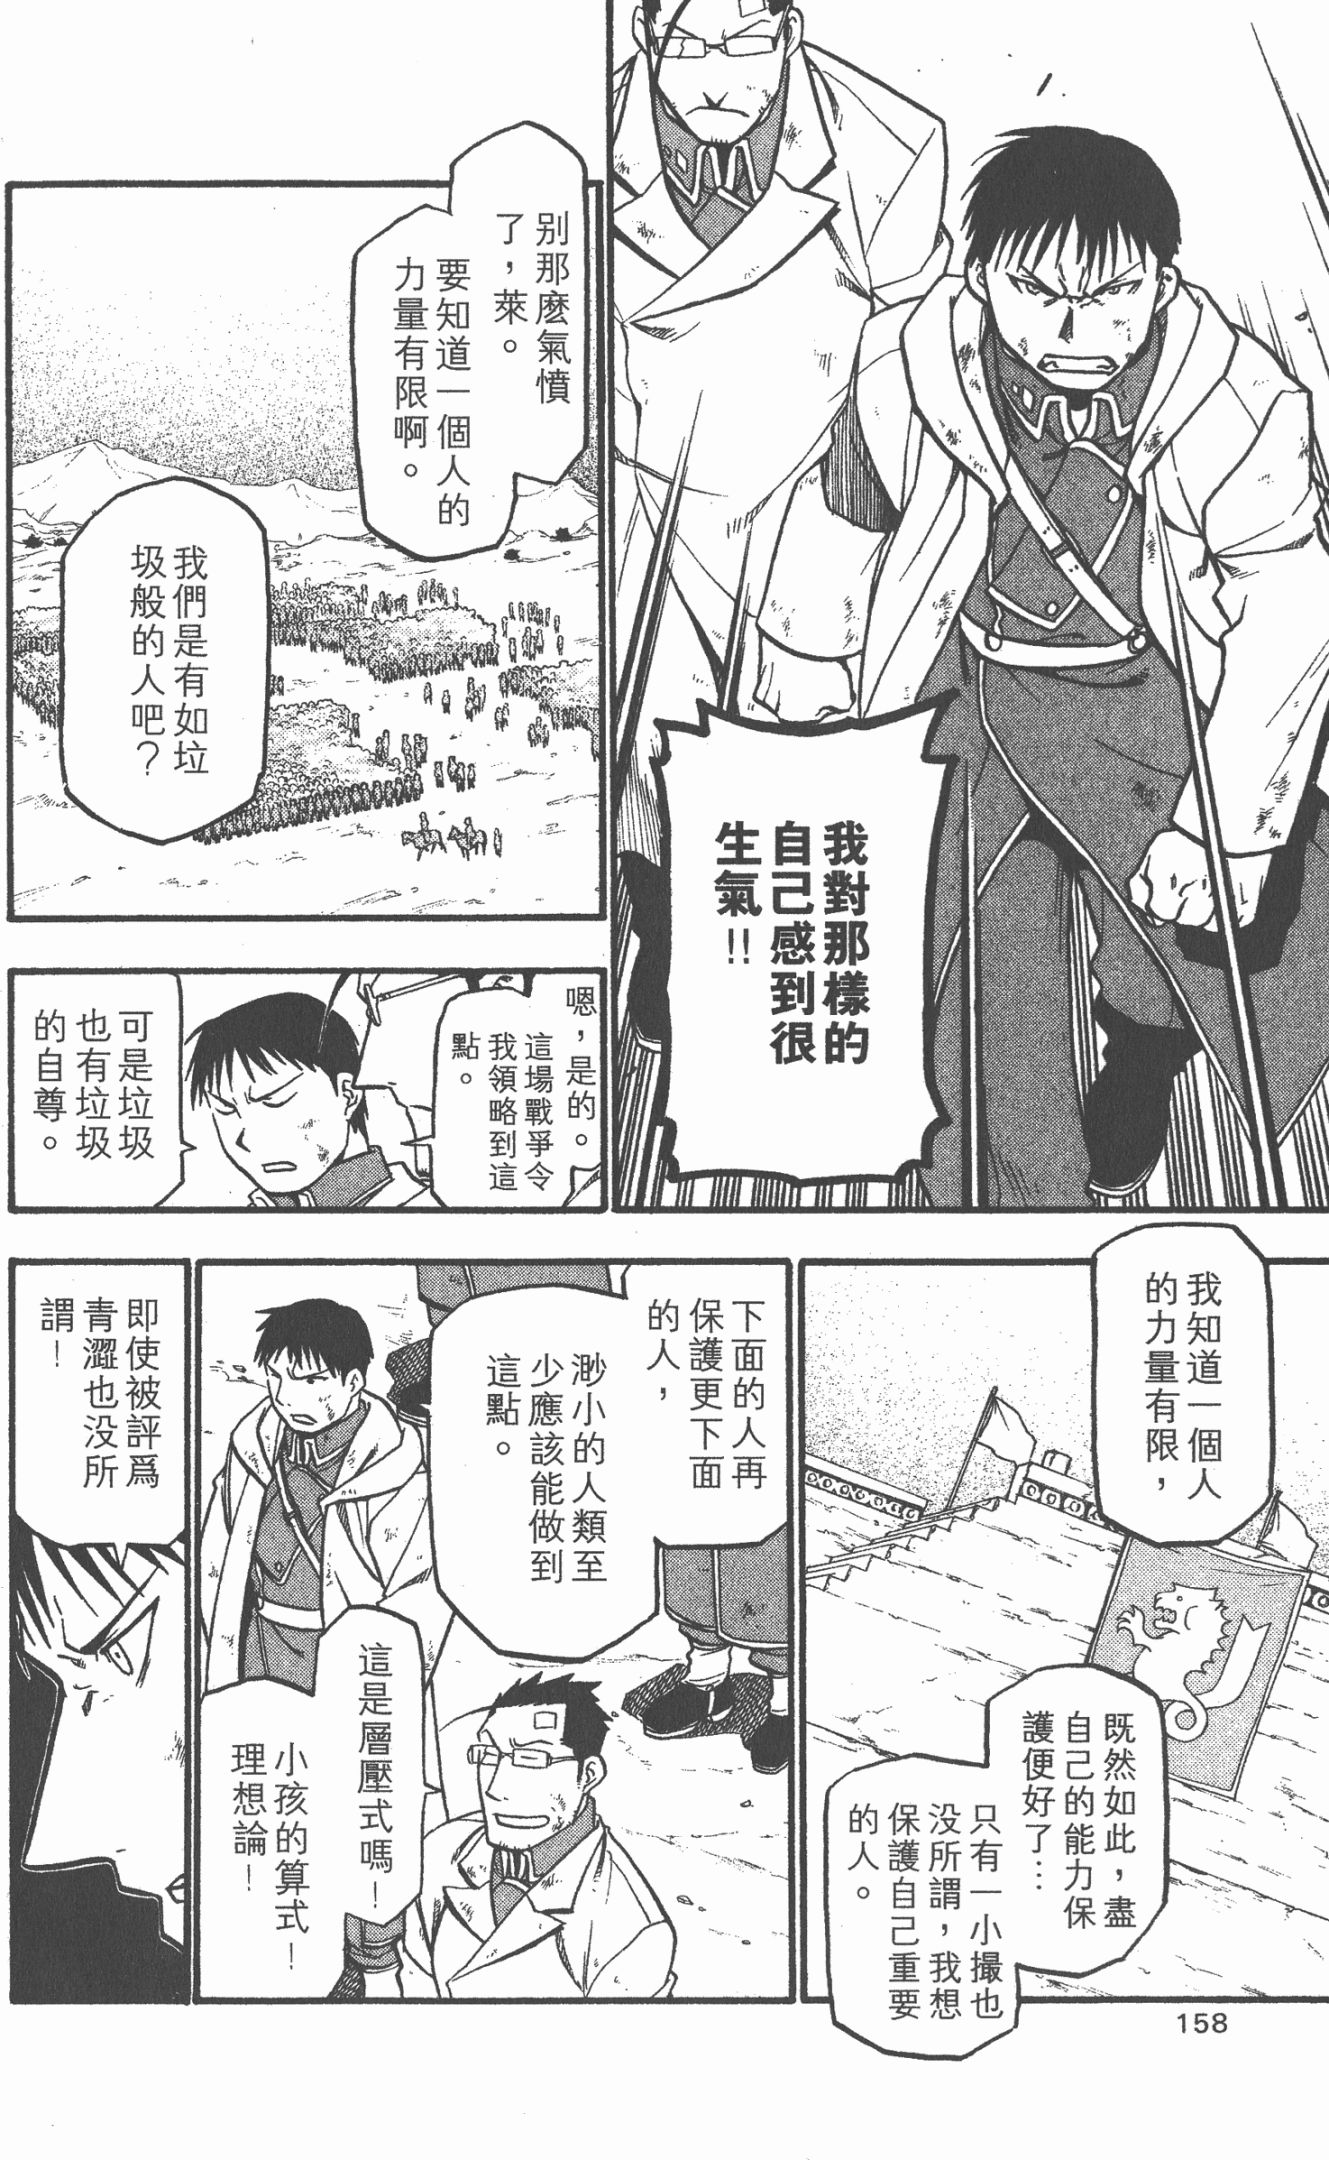 我對那樣的
自己感到很
生氣!!
別那麼氣憤
了，萊。
要知道一個人的
力量有限啊。
我們是有如垃
圾般的人吧？
嗯，是的。
這場戰爭令
我領略到這
點。
可是垃圾
也有垃圾
的自尊。
我知道一個人
的力量有限，
既然如此，盡
自己的能力保
護便好了…
只有一小撮也
没所謂，我想
保護自己重要
的人。
下面的人再
保護更下面
的人，
渺小的人類至
少應該能做到
這點。
這是層壓式嗎！
小孩的算式！
理想論！
即使被評爲
青澀也没所
謂！
158